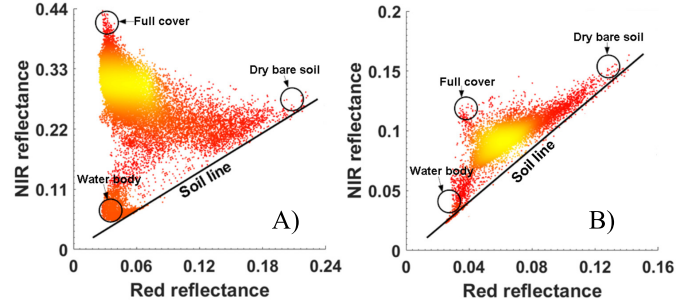 A)
0.44
0.33
0.22
0.11
0
NIR reflectance
Full cover
Dry bare soil
Water body
Soil line
0
0.06
0.12
0.18
0.24
Red reflectance
B)
0.2
0.15
0.1
0.05
0
NIR reflectance
Dry bare soil
Full cover
Water body
Soil line
0
0.04
0.08
0.12
0.16
Red reflectance